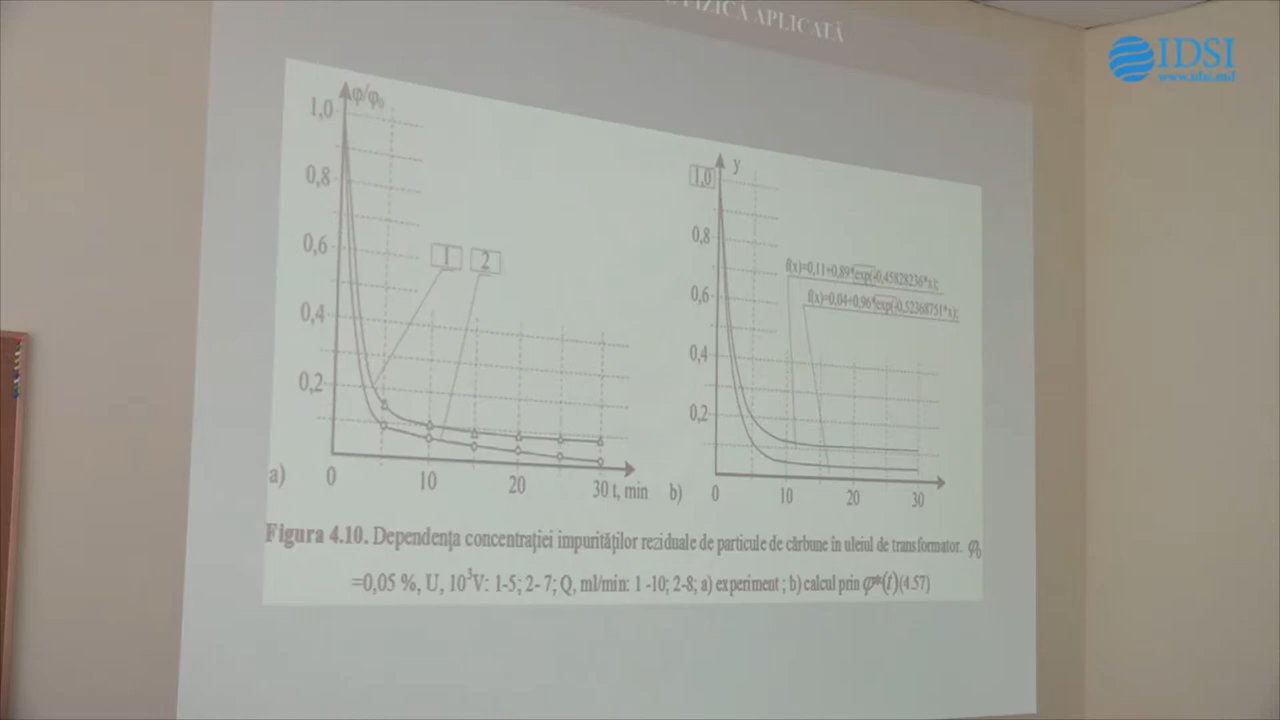 FIZICĂ APLICATĂ
IDSI
www.idsi.md
φ/φ₀
1,0
0,8
0,6
0,4
0,2
1
2
0
10
20
30 t, min
a)
y
1,0
0,8
0,6
0,4
0,2
f(x)=0,11+0,89*exp(-0,45828236*x);
f(x)=0,04+0,96*exp(-0,52368751*x);
b)
0
10
20
30
Figura 4.10. Dependența concentrației impurităților reziduale de particule de cărbune în uleiul de transformator. φ₀
=0,05 %, U, 10³V: 1-5; 2- 7; Q, ml/min: 1 -10; 2-8; a) experiment ; b) calcul prin φ*(t)(4.57)